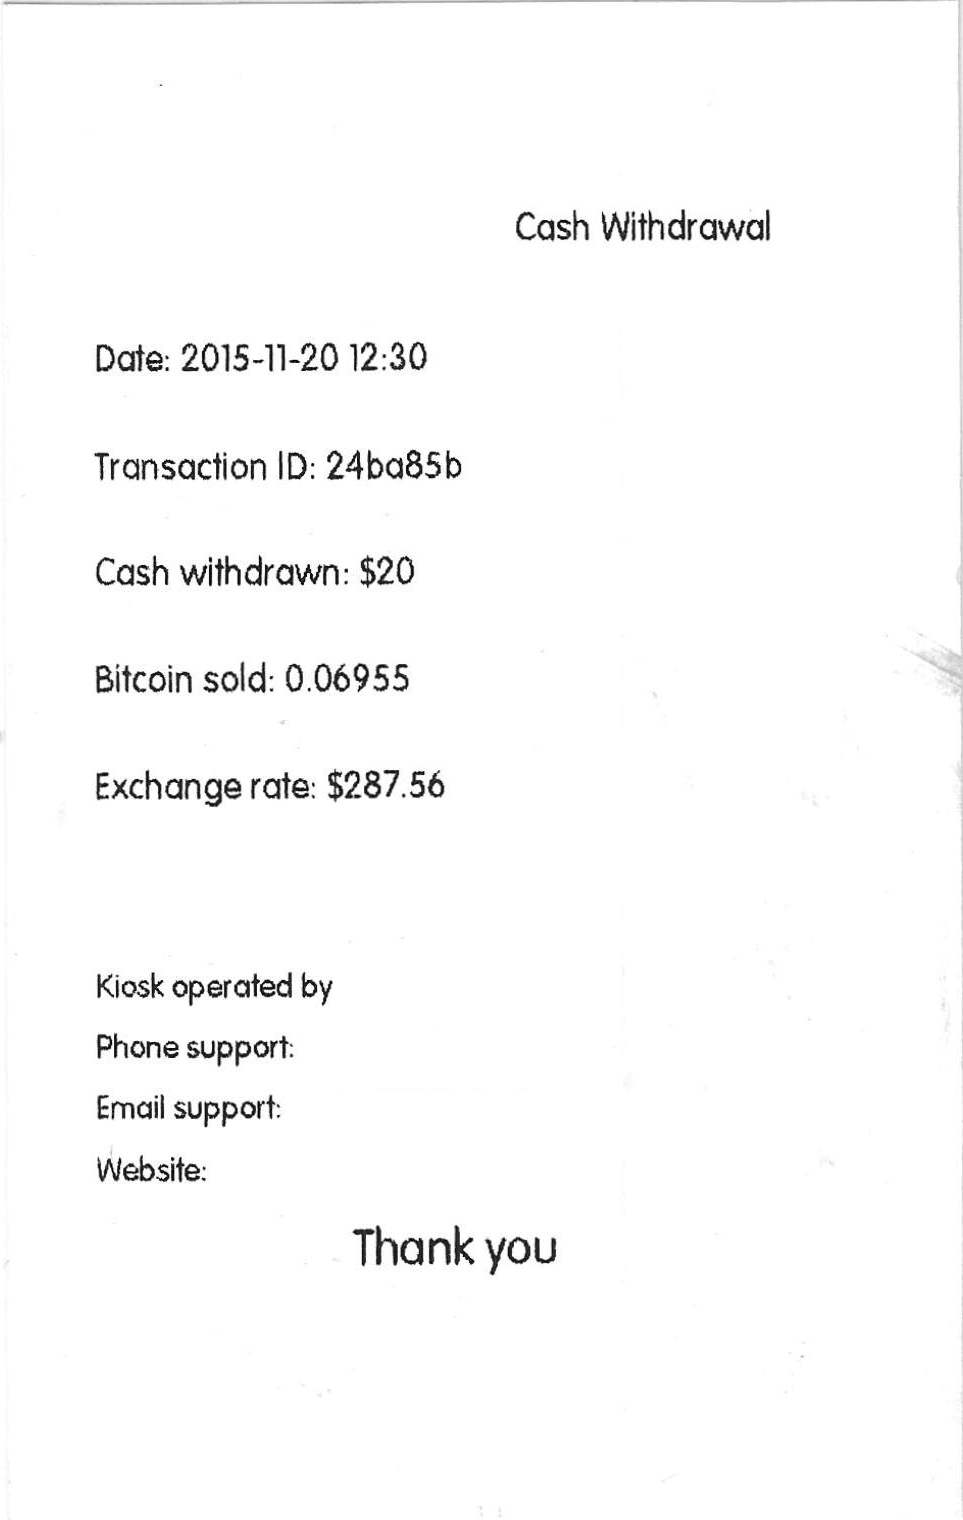 Cash Withdrawal
Date: 2015-11-20 12:30
Transaction ID: 24ba85b
Cash withdrawn: $20
Bitcoin sold: 0.06955
Exchange rate: $287.56
Kiosk operated by
Phone support:
Email support:
Website:
Thank you